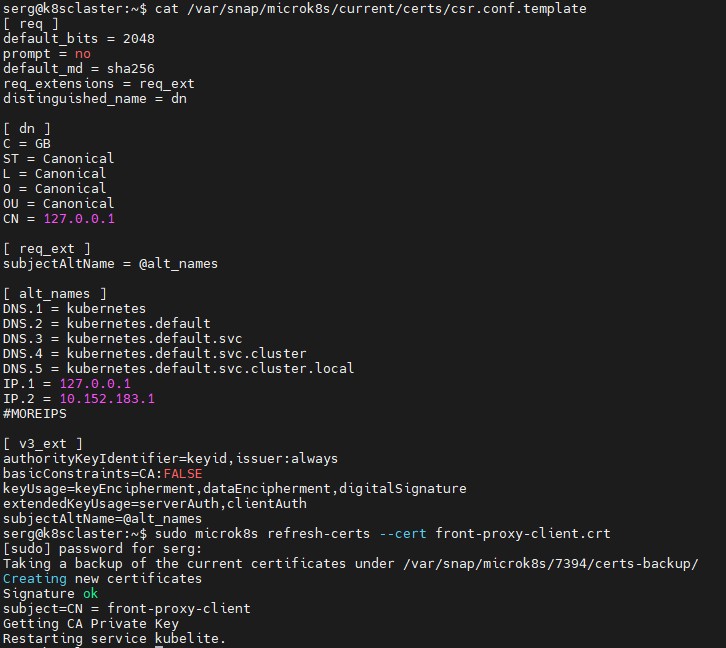 serg@k8sclaster:~$ cat /var/snap/microk8s/current/certs/csr.conf.template
[ req ]
default_bits = 2048
prompt = no
default_md = sha256
req_extensions = req_ext
distinguished_name = dn

[ dn ]
C = GB
ST = Canonical
L = Canonical
O = Canonical
OU = Canonical
CN = 127.0.0.1

[ req_ext ]
subjectAltName = @alt_names

[ alt_names ]
DNS.1 = kubernetes
DNS.2 = kubernetes.default
DNS.3 = kubernetes.default.svc
DNS.4 = kubernetes.default.svc.cluster
DNS.5 = kubernetes.default.svc.cluster.local
IP.1 = 127.0.0.1
IP.2 = 10.152.183.1
#MOREIPS

[ v3_ext ]
authorityKeyIdentifier=keyid,issuer:always
basicConstraints=CA:FALSE
keyUsage=keyEncipherment,dataEncipherment,digitalSignature
extendedKeyUsage=serverAuth,clientAuth
subjectAltName=@alt_names
serg@k8sclaster:~$ sudo microk8s refresh-certs --cert front-proxy-client.crt
[sudo] password for serg:
Taking a backup of the current certificates under /var/snap/microk8s/7394/certs-backup/
Creating new certificates
Signature ok
subject=CN = front-proxy-client
Getting CA Private Key
Restarting service kubelite.